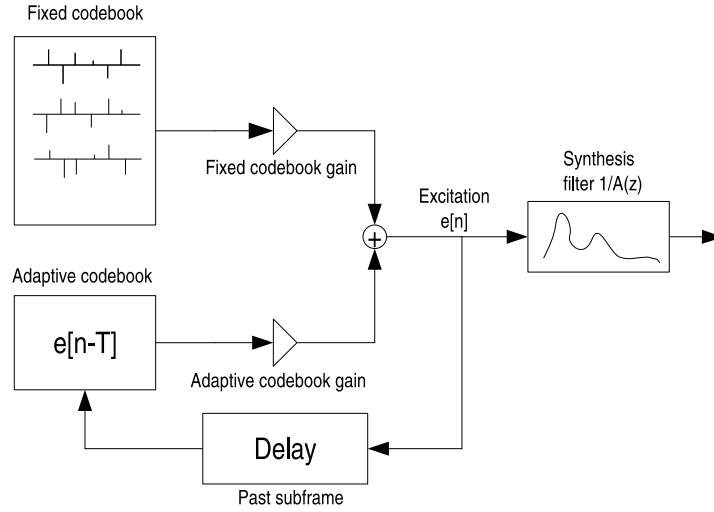 Fixed codebook
Fixed codebook gain
Synthesis
filter 1/A(z)
Excitation
e[n]
+
Adaptive codebook
e[n-T]
Adaptive codebook gain
Delay
Past subframe